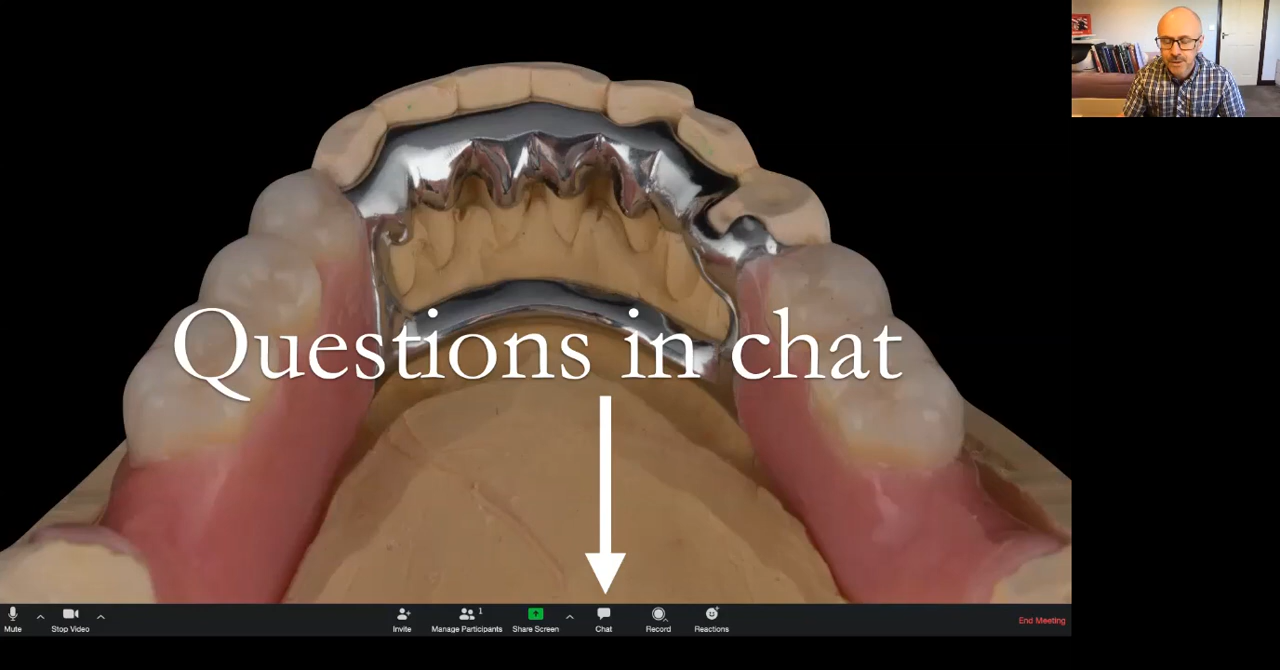 Questions in chat
1
Mute
Stop Video
Invite
Manage Participants
Share Screen
Chat
Record
Reactions
End Meeting